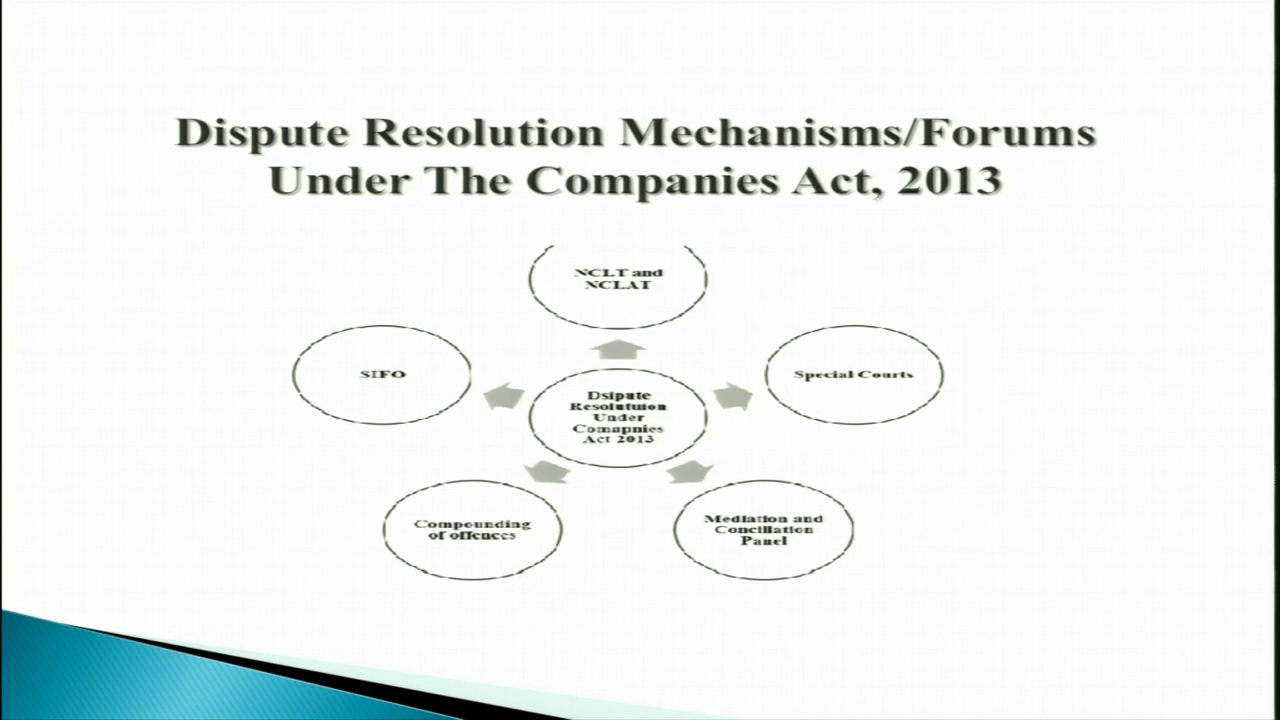 Dispute Resolution Mechanisms/Forums
Under The Companies Act, 2013
NCLT and
NCLAT
SIFO
Special Courts
Dsipute
Resolutuion
Under
Comapnies
Act 2013
Compounding
of offences
Mediation and
Conciliation
Panel